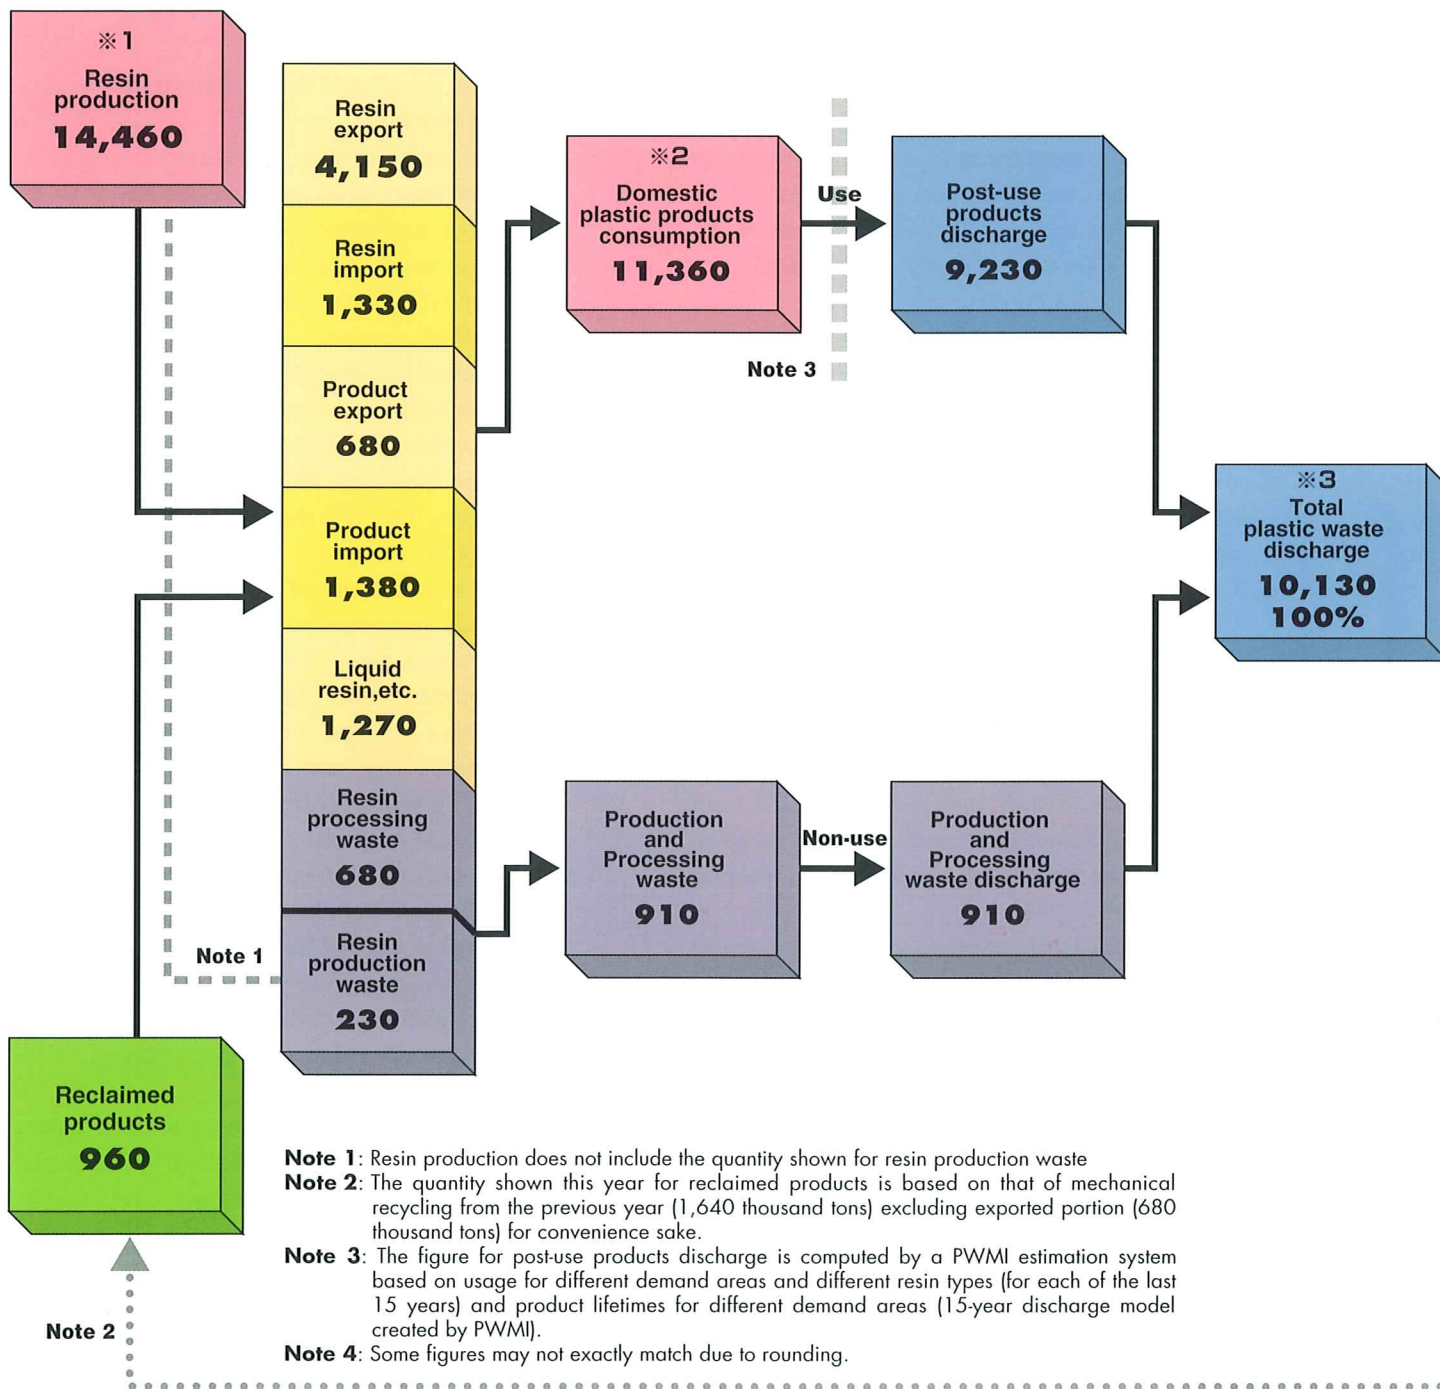 ※1
Resin
production
14,460
Resin
export
4,150
Resin
import
1,330
Product
export
680
Product
import
1,380
Liquid
resin,etc.
1,270
Resin
processing
waste
680
Resin
production
waste
230
※2
Domestic
plastic products
consumption
11,360
Use
Note 3
Post-use
products
discharge
9,230
※3
Total
plastic waste
discharge
10,130
100%
Production
and
Processing
waste
910
Non-use
Production
and
Processing
waste discharge
910
Note 1
Reclaimed
products
960
Note 2
Note 1: Resin production does not include the quantity shown for resin production waste
Note 2: The quantity shown this year for reclaimed products is based on that of mechanical
recycling from the previous year (1,640 thousand tons) excluding exported portion (680
thousand tons) for convenience sake.
Note 3: The figure for post-use products discharge is computed by a PWMI estimation system
based on usage for different demand areas and different resin types (for each of the last
15 years) and product lifetimes for different demand areas (15-year discharge model
created by PWMI).
Note 4: Some figures may not exactly match due to rounding.